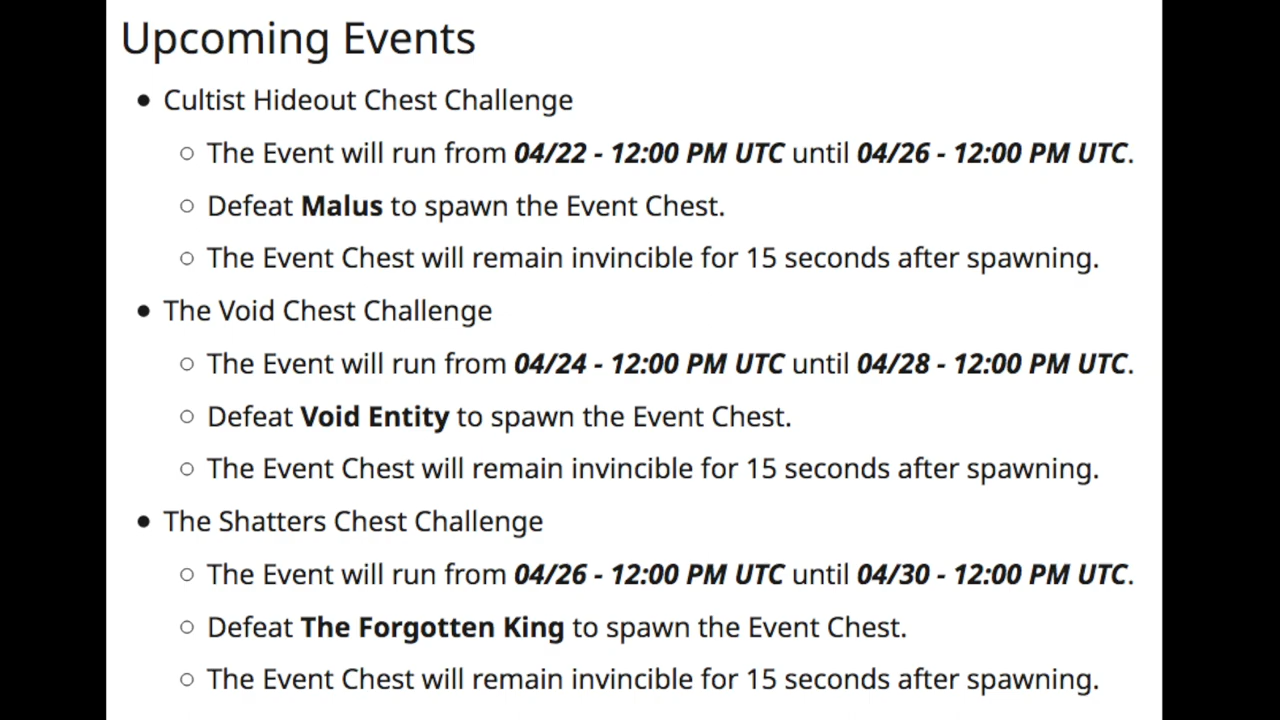 Upcoming Events
• Cultist Hideout Chest Challenge
○ The Event will run from 04/22 - 12:00 PM UTC until 04/26 - 12:00 PM UTC.
○ Defeat Malus to spawn the Event Chest.
○ The Event Chest will remain invincible for 15 seconds after spawning.
• The Void Chest Challenge
○ The Event will run from 04/24 - 12:00 PM UTC until 04/28 - 12:00 PM UTC.
○ Defeat Void Entity to spawn the Event Chest.
○ The Event Chest will remain invincible for 15 seconds after spawning.
• The Shatters Chest Challenge
○ The Event will run from 04/26 - 12:00 PM UTC until 04/30 - 12:00 PM UTC.
○ Defeat The Forgotten King to spawn the Event Chest.
○ The Event Chest will remain invincible for 15 seconds after spawning.